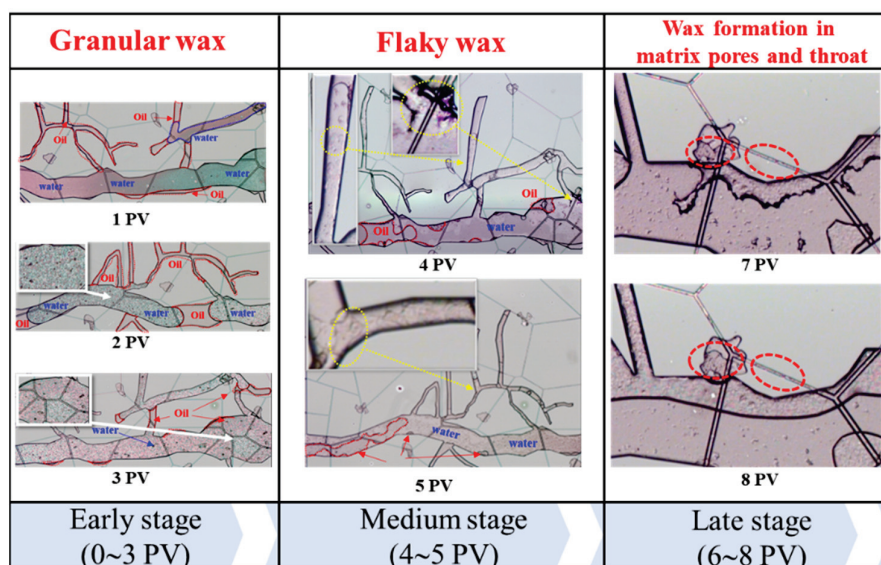 Granular wax
Flaky wax
Wax formation in
matrix pores and throat
Oil
Oil
water
water
water
water
Oil
1 PV
Oil
Oil
water
water
Oil
2 PV
Oil
water
3 PV
Oil
water
4 PV
water
water
5 PV
7 PV
8 PV
Early stage
(0~3 PV)
Medium stage
(4~5 PV)
Late stage
(6~8 PV)